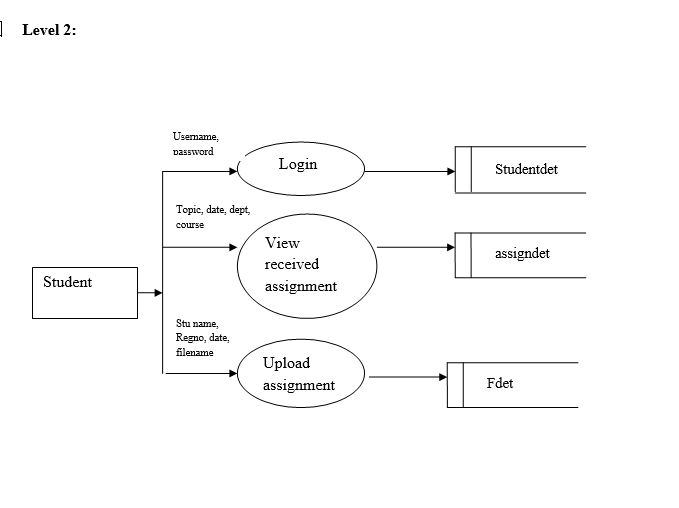 Level 2:
Username,
password
Login
Studentdet
Topic, date, dept,
course
View
received
assignment
assigndet
Student
Stu name,
Regno, date,
filename
Upload
assignment
Fdet